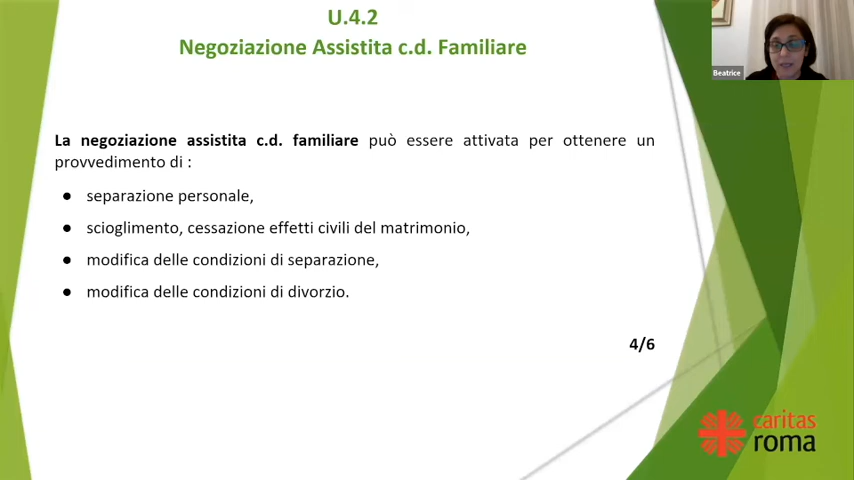 U.4.2
Negoziazione Assistita c.d. Familiare
Beatrice
La negoziazione assistita c.d. familiare può essere attivata per ottenere un
provvedimento di :
● separazione personale,
● scioglimento, cessazione effetti civili del matrimonio,
● modifica delle condizioni di separazione,
● modifica delle condizioni di divorzio.
4/6
caritas
roma